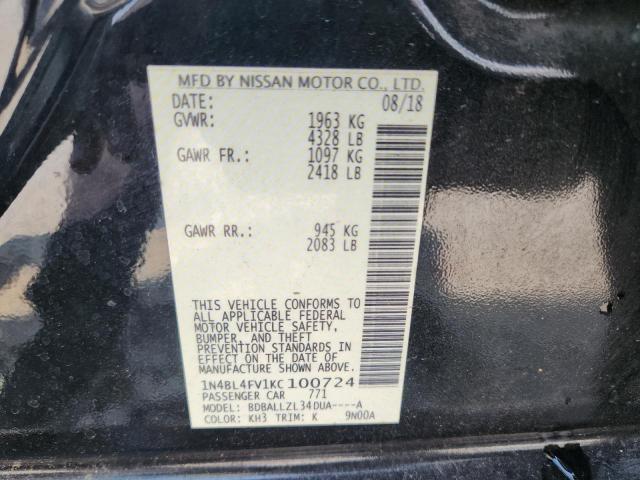 MFD BY NISSAN MOTOR CO., LTD.
DATE: 08/18
GVWR: 1963 KG
4328 LB
GAWR FR.: 1097 KG
2418 LB
GAWR RR.: 945 KG
2083 LB
THIS VEHICLE CONFORMS TO
ALL APPLICABLE FEDERAL
MOTOR VEHICLE SAFETY,
BUMPER, AND THEFT
PREVENTION STANDARDS IN
EFFECT ON THE DATE OF
MANUFACTURE SHOWN ABOVE.
1N4BL4FV1KC100724
PASSENGER CAR 771
MODEL: BDBALLZL34DUA----A
COLOR: KH3 TRIM: K 9N00A